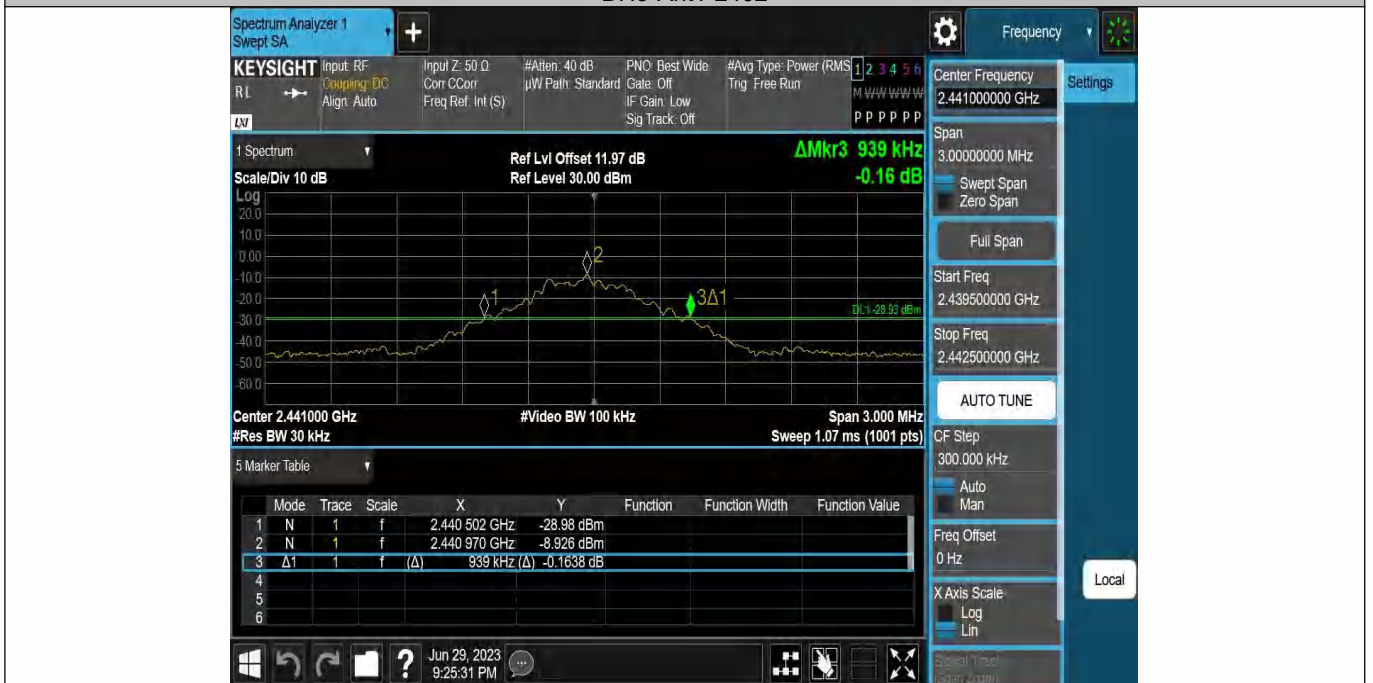 Spectrum Analyzer 1
Swept SA
+
Frequency
KEYSIGHT
RL
LXI
Input: RF
Coupling: DC
Align: Auto
Input Z: 50 Ω
Corr CCorr
Freq Ref: Int (S)
#Atten: 40 dB
µW Path: Standard
PNO: Best Wide
Gate: Off
IF Gain: Low
Sig Track: Off
#Avg Type: Power (RMS
Trig: Free Run
1 2 3 4 5 6
M W W W W W
P P P P P P
Center Frequency
2.441000000 GHz
Settings
Span
3.00000000 MHz
Swept Span
Zero Span
Full Span
Start Freq
2.439500000 GHz
Stop Freq
2.442500000 GHz
AUTO TUNE
CF Step
300.000 kHz
Auto
Man
Freq Offset
0 Hz
X Axis Scale
Log
Lin
Local
1 Spectrum
Scale/Div 10 dB
Ref Lvl Offset 11.97 dB
Ref Level 30.00 dBm
ΔMkr3 939 kHz
-0.16 dB
Log
20.0
10.0
0.00
-10.0
-20.0
-30.0
-40.0
-50.0
-60.0
1
2
3Δ1
DL1 -28.93 dBm
Center 2.441000 GHz
#Video BW 100 kHz
Span 3.000 MHz
#Res BW 30 kHz
Sweep 1.07 ms (1001 pts)
5 Marker Table
Mode Trace Scale X Y Function Function Width Function Value
1 N 1 f 2.440 502 GHz -28.98 dBm
2 N 1 f 2.440 970 GHz -8.926 dBm
3 Δ1 1 f (Δ) 939 kHz (Δ) -0.1638 dB
4
5
6
?
Jun 29, 2023
9:25:31 PM